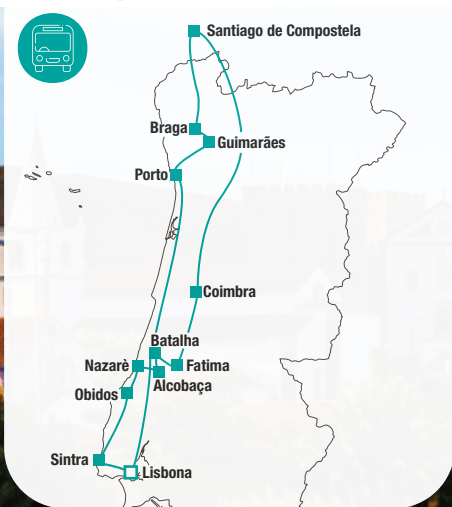 Santiago de Compostela
Braga
Guimarães
Porto
Coimbra
Batalha
Nazarè
Fatima
Alcobaça
Obidos
Sintra
Lisbona